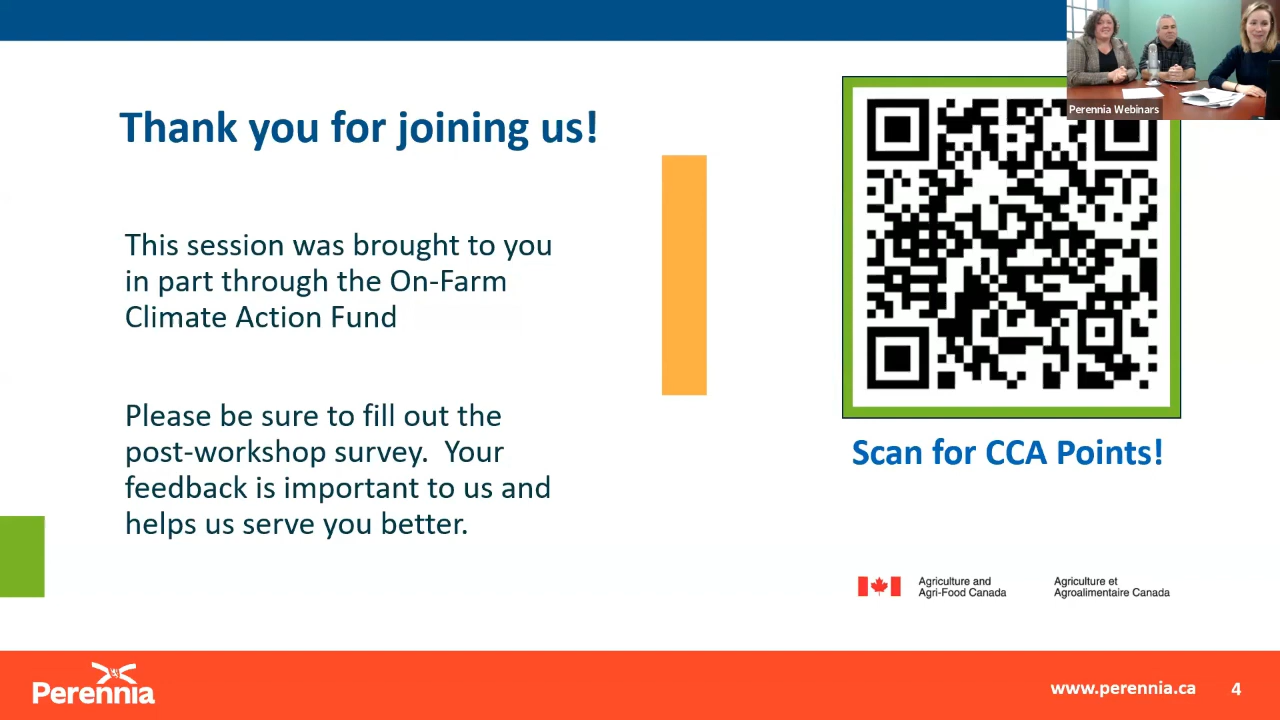 Perennia Webinars
Thank you for joining us!
This session was brought to you
in part through the On-Farm
Climate Action Fund
Please be sure to fill out the
post-workshop survey.  Your
feedback is important to us and
helps us serve you better.
Scan for CCA Points!
Agriculture and
Agri-Food Canada
Agriculture et
Agroalimentaire Canada
Perennia
www.perennia.ca
4